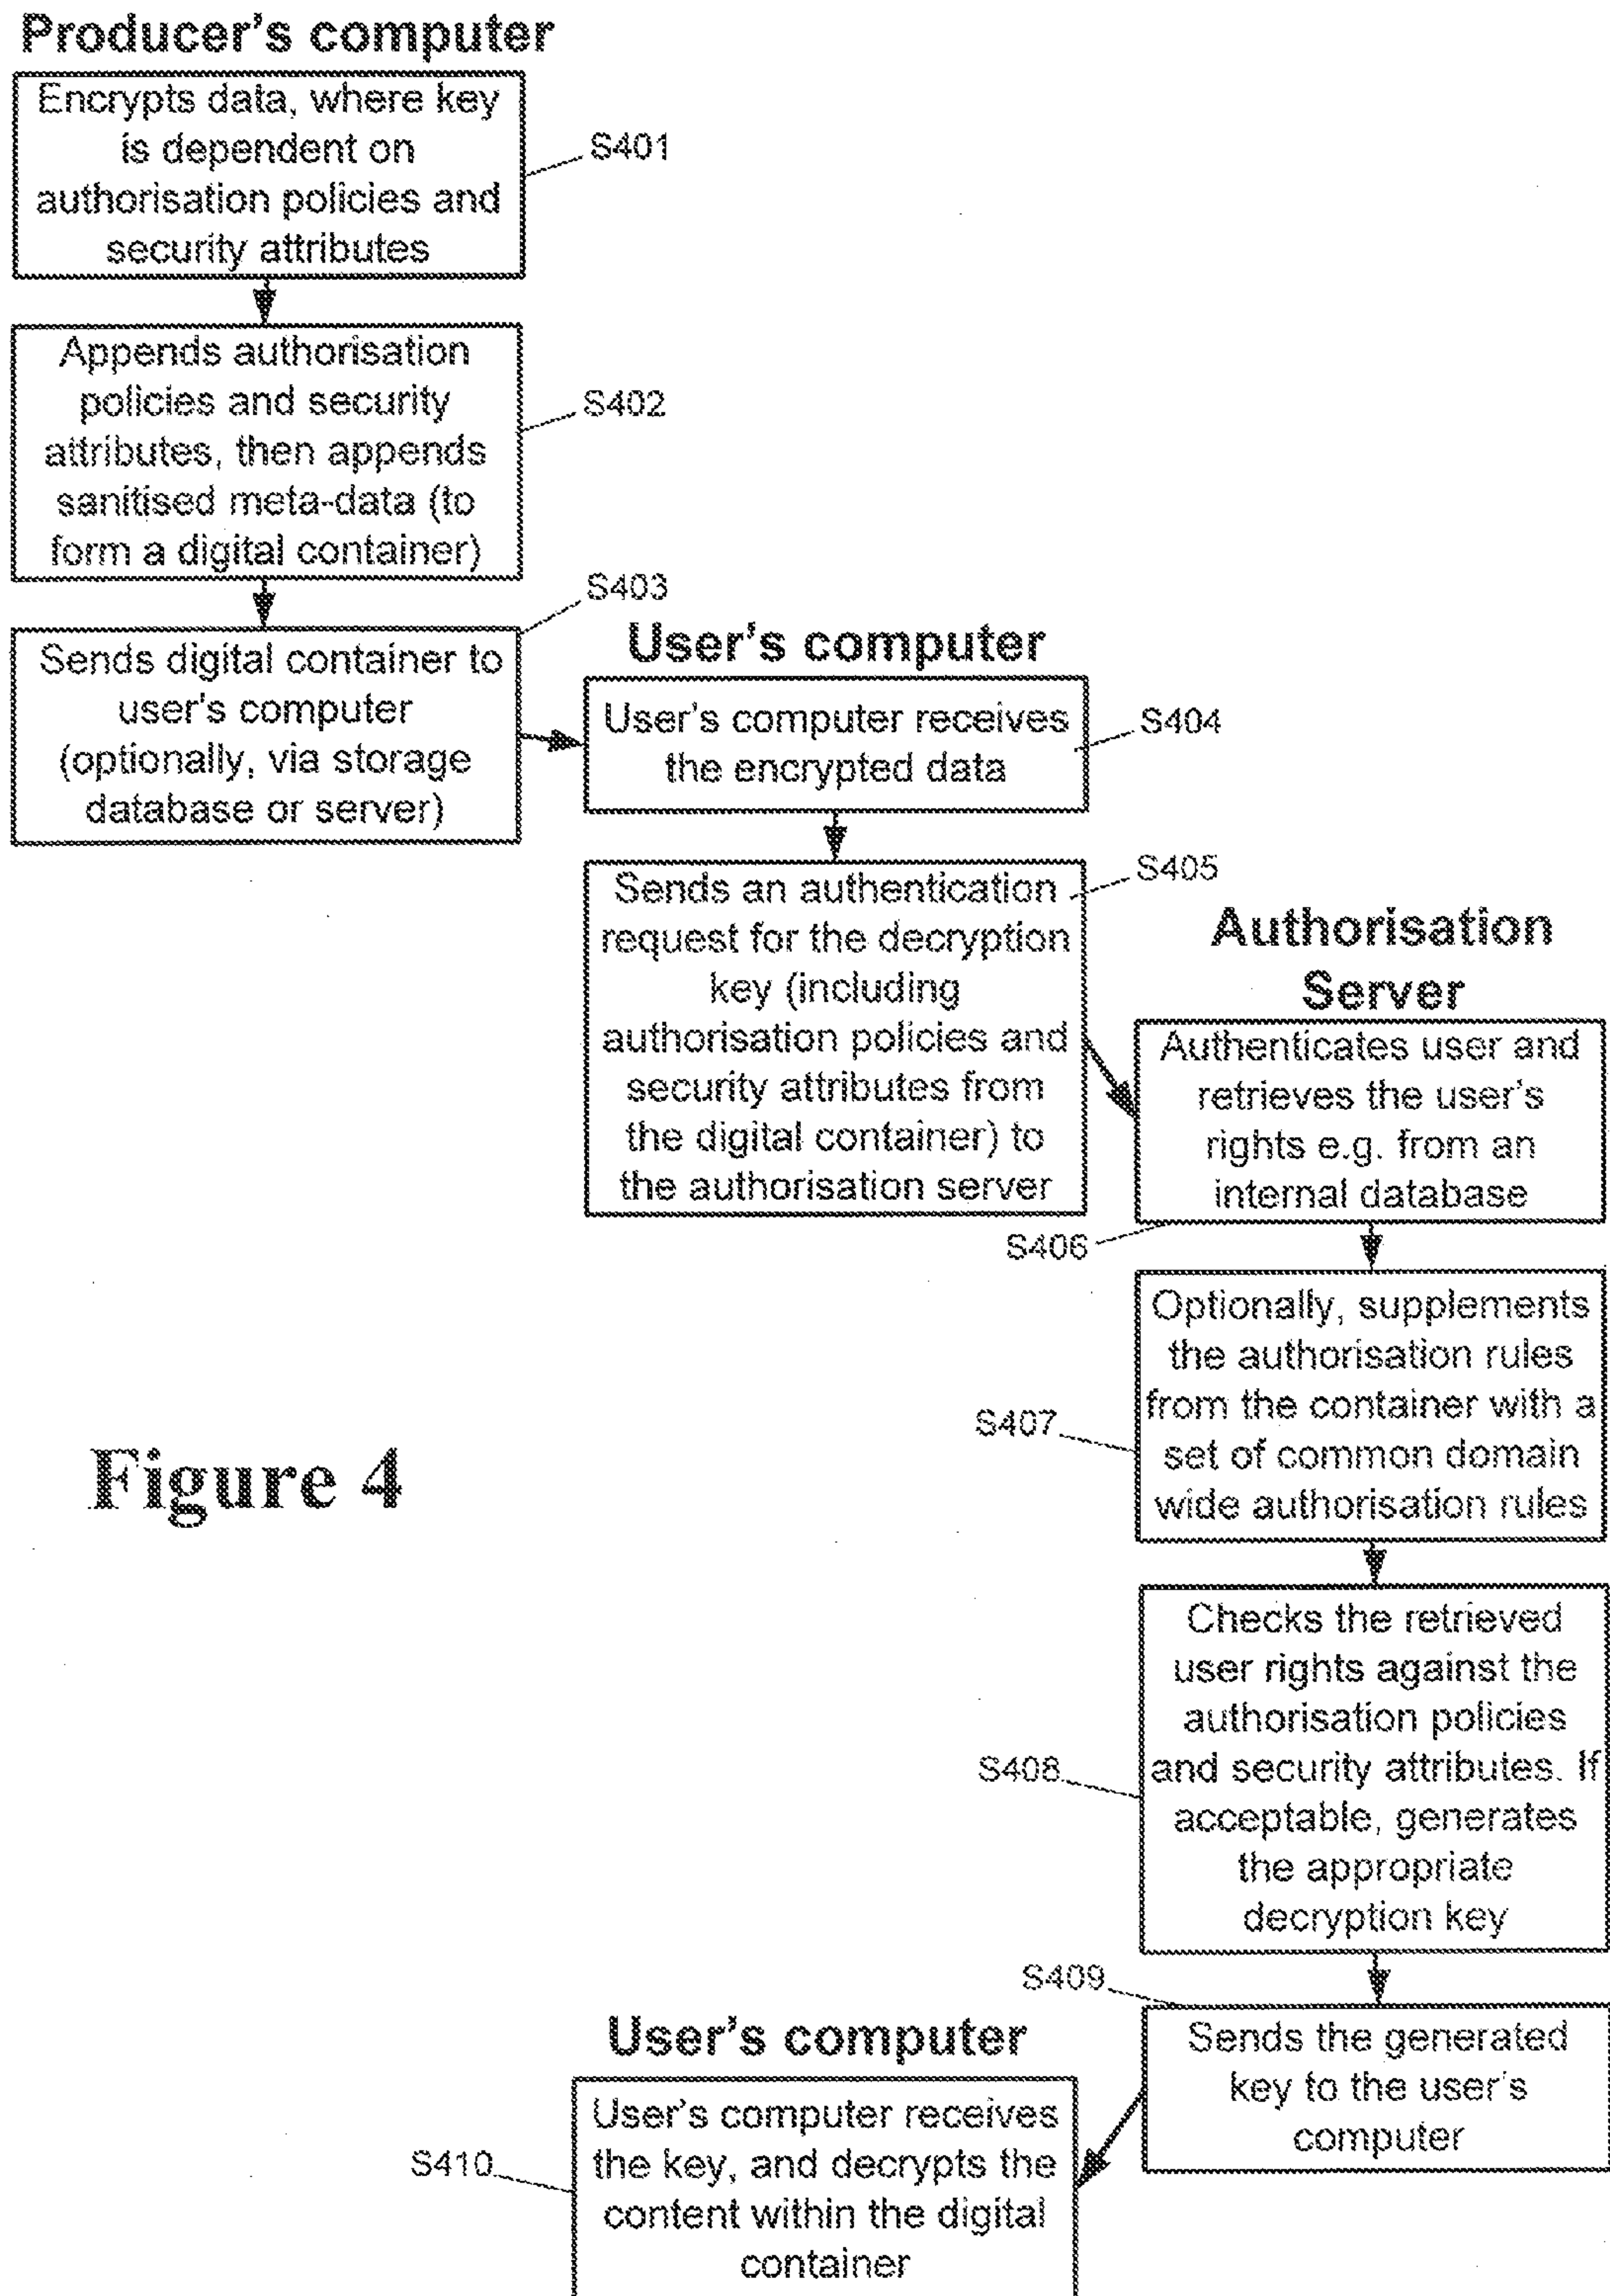 Producer's computer
Encrypts data, where key
is dependent on
authorisation policies and
security attributes
S401
Appends authorisation
policies and security
attributes, then appends
sanitised meta-data (to
form a digital container)
S402
S403
Sends digital container to
user's computer
(optionally, via storage
database or server)
User's computer
User's computer receives
the encrypted data
S404
Sends an authentication
request for the decryption
key (including
authorisation policies and
security attributes from
the digital container) to
the authorisation server
S405
Authorisation
Server
Authenticates user and
retrieves the user's
rights e.g. from an
internal database
S406
Optionally, supplements
the authorisation rules
from the container with a
set of common domain
wide authorisation rules
S407
Figure 4
Checks the retrieved
user rights against the
authorisation policies
and security attributes. If
acceptable, generates
the appropriate
decryption key
S408
S409
Sends the generated
key to the user's
computer
User's computer
User's computer receives
the key, and decrypts the
content within the digital
container
S410